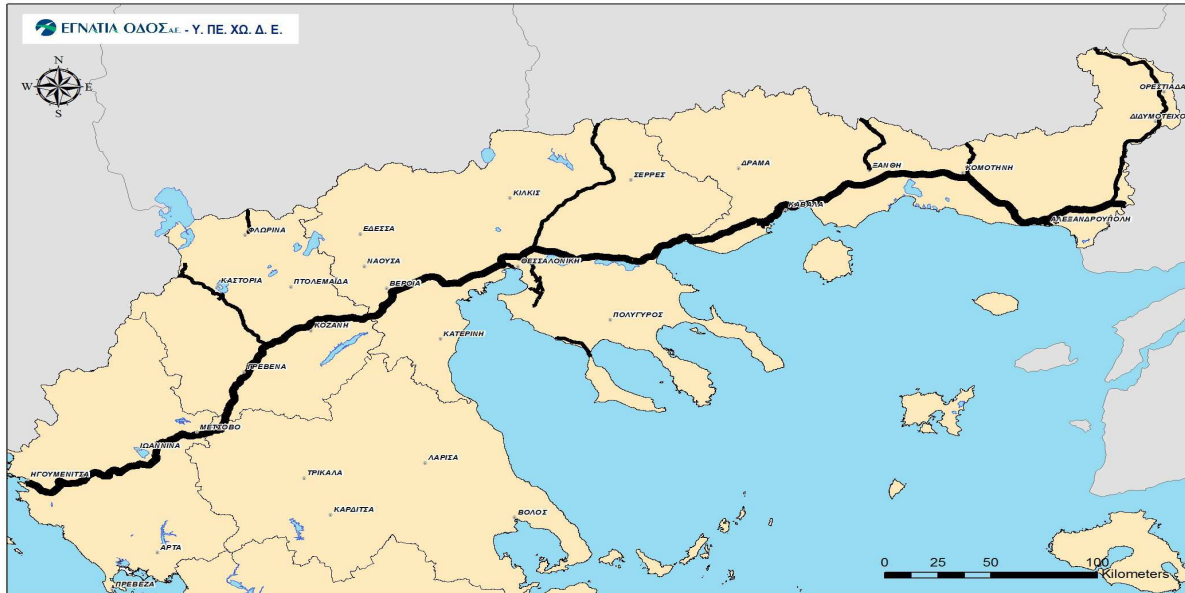 ΕΓΝΑΤΙΑ ΟΔΟΣ Α.Ε. - Υ. ΠΕ. ΧΩ. Δ. Ε.
N
W E
S
ΟΡΕΣΤΙΑΔΑ
ΔΙΔΥΜΟΤΕΙΧΟ
ΞΑΝΘΗ
ΔΡΑΜΑ
ΚΟΜΟΤΗΝΗ
ΣΕΡΡΕΣ
ΚΙΛΚΙΣ
ΚΑΒΑΛΑ
ΑΛΕΞΑΝΔΡΟΥΠΟΛΗ
ΦΛΩΡΙΝΑ
ΕΔΕΣΣΑ
ΘΕΣΣΑΛΟΝΙΚΗ
ΝΑΟΥΣΑ
ΚΑΣΤΟΡΙΑ
ΠΤΟΛΕΜΑΪΔΑ
ΒΕΡΟΙΑ
ΠΟΛΥΓΥΡΟΣ
ΚΟΖΑΝΗ
ΚΑΤΕΡΙΝΗ
ΓΡΕΒΕΝΑ
ΜΕΤΣΟΒΟ
ΙΩΑΝΝΙΝΑ
ΛΑΡΙΣΑ
ΗΓΟΥΜΕΝΙΤΣΑ
ΤΡΙΚΑΛΑ
ΚΑΡΔΙΤΣΑ
ΒΟΛΟΣ
ΑΡΤΑ
ΠΡΕΒΕΖΑ
0 25 50 100
Kilometers